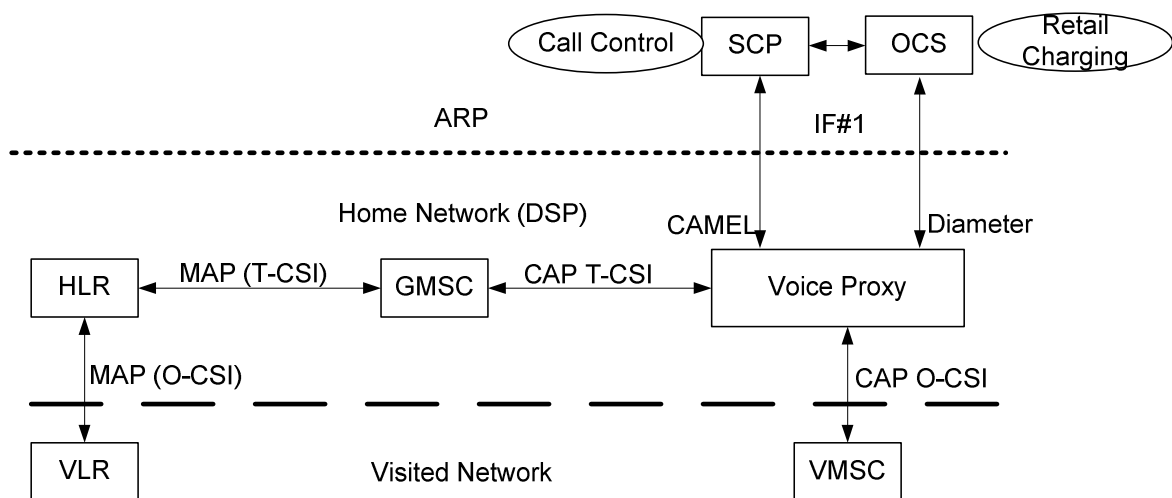 Call Control
SCP
OCS
Retail
Charging
ARP
IF#1
Home Network (DSP)
CAMEL
Diameter
HLR
MAP (T-CSI)
GMSC
CAP T-CSI
Voice Proxy
MAP (O-CSI)
CAP O-CSI
VLR
Visited Network
VMSC